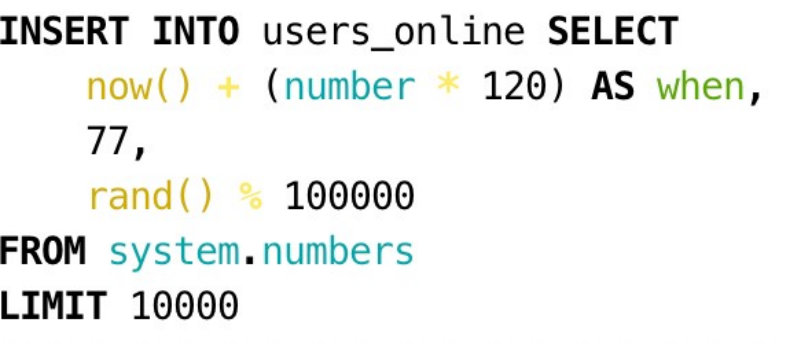 INSERT INTO users_online SELECT
now() + (number * 120) AS when,
77,
rand() % 100000
FROM system.numbers
LIMIT 10000